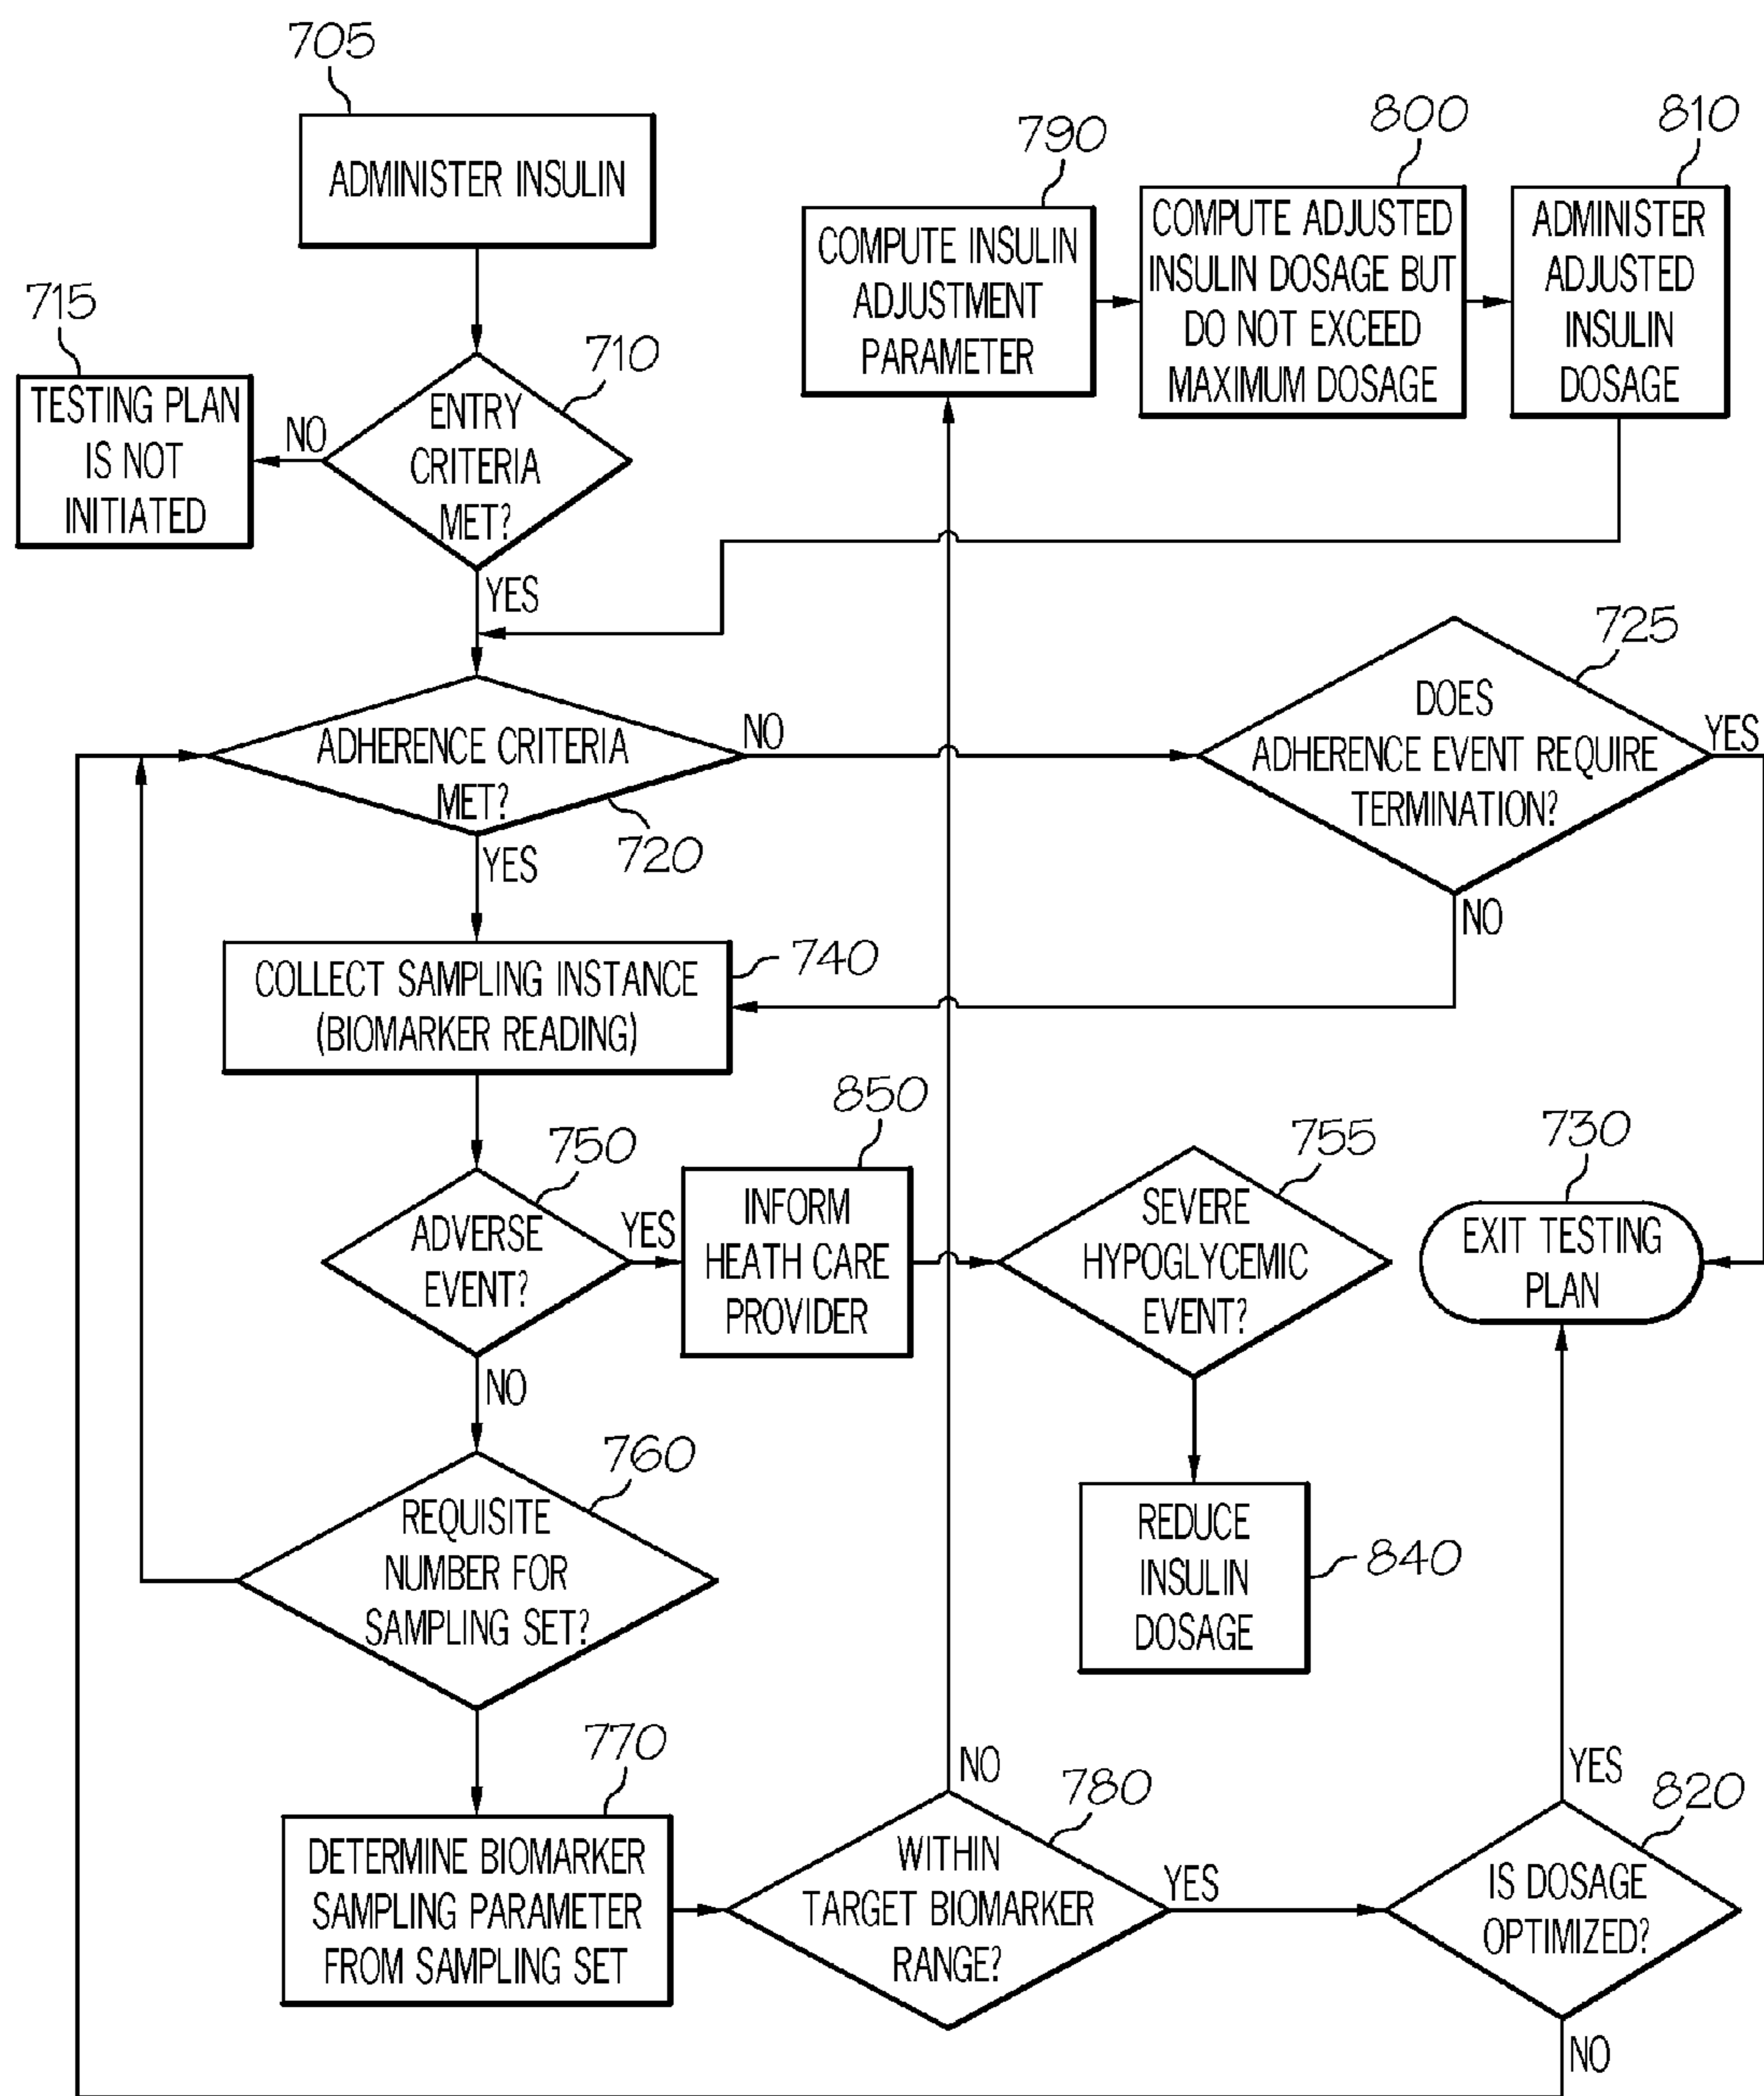 705
ADMINISTER INSULIN
715
TESTING PLAN
IS NOT
INITIATED
NO
710
ENTRY
CRITERIA
MET?
YES
790
COMPUTE INSULIN
ADJUSTMENT
PARAMETER
800
COMPUTE ADJUSTED
INSULIN DOSAGE BUT
DO NOT EXCEED
MAXIMUM DOSAGE
810
ADMINISTER
ADJUSTED
INSULIN
DOSAGE
ADHERENCE CRITERIA
MET?
720
NO
YES
725
DOES
ADHERENCE EVENT REQUIRE
TERMINATION?
YES
NO
COLLECT SAMPLING INSTANCE
(BIOMARKER READING)
740
750
ADVERSE
EVENT?
YES
NO
850
INFORM
HEATH CARE
PROVIDER
755
SEVERE
HYPOGLYCEMIC
EVENT?
730
EXIT TESTING
PLAN
760
REQUISITE
NUMBER FOR
SAMPLING SET?
REDUCE
INSULIN
DOSAGE
840
770
DETERMINE BIOMARKER
SAMPLING PARAMETER
FROM SAMPLING SET
NO
780
WITHIN
TARGET BIOMARKER
RANGE?
YES
YES
820
IS DOSAGE
OPTIMIZED?
NO